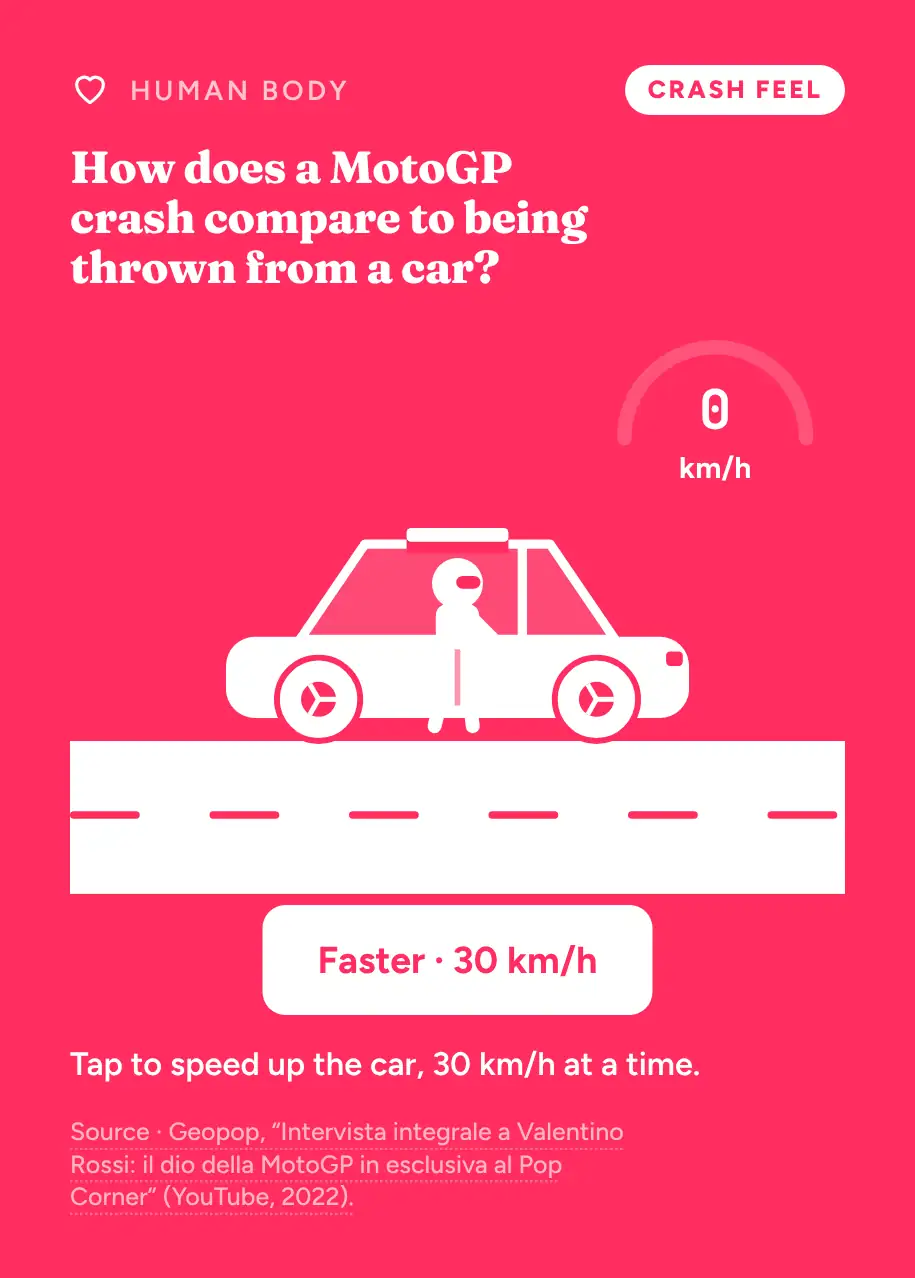 HUMAN BODY
CRASH FEEL
How does a MotoGP
crash compare to being
thrown from a car?
0
km/h
Faster · 30 km/h
Tap to speed up the car, 30 km/h at a time.
Source · Geopop, “Intervista integrale a Valentino
Rossi: il dio della MotoGP in esclusiva al Pop
Corner” (YouTube, 2022).